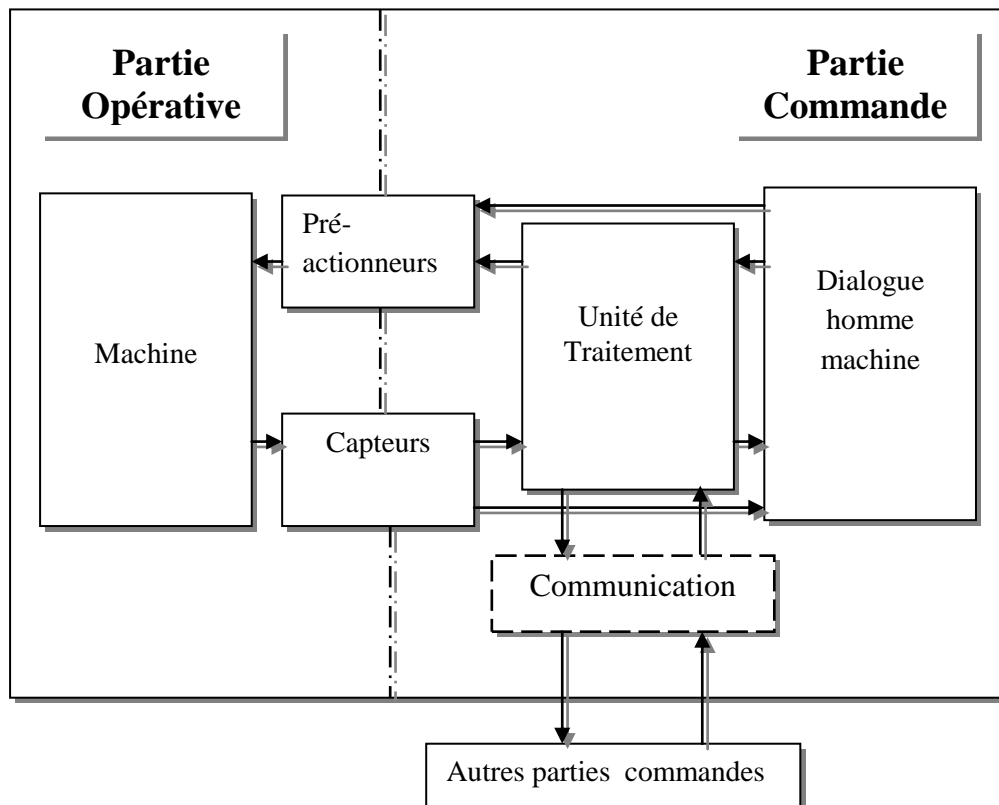 Partie
Opérative
Partie
Commande
Pré-
actionneurs
Machine
Unité de
Traitement
Dialogue
homme
machine
Capteurs
Communication
Autres parties commandes